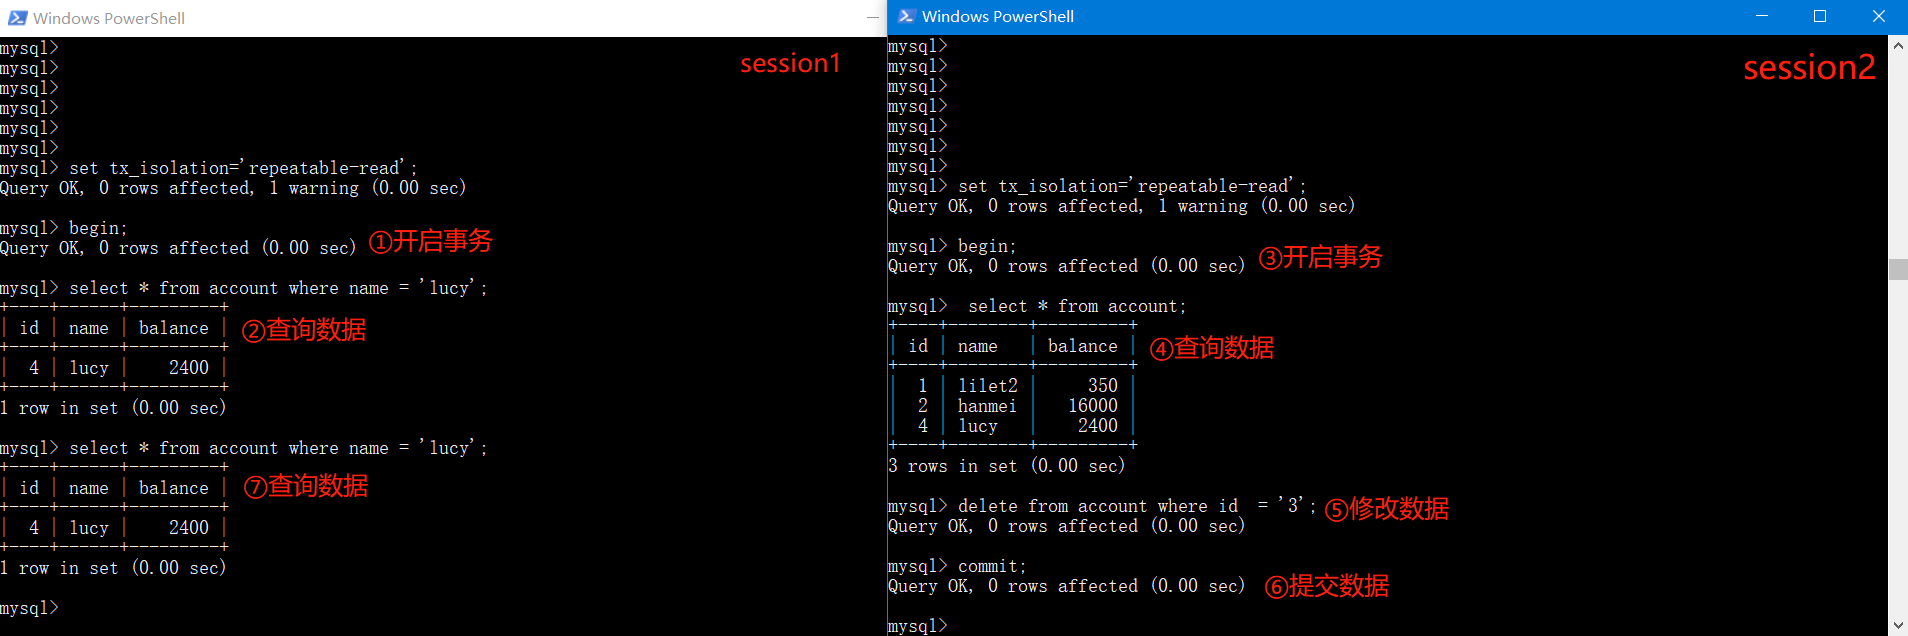 Windows PowerShell
session1
mysql>
mysql>
mysql>
mysql>
mysql>
mysql>
mysql> set tx_isolation='repeatable-read';
Query OK, 0 rows affected, 1 warning (0.00 sec)
mysql> begin;
Query OK, 0 rows affected (0.00 sec) ①开启事务
mysql> select * from account where name = 'lucy';
+----+------+---------+
| id | name | balance | ②查询数据
+----+------+---------+
| 4 | lucy | 2400 |
+----+------+---------+
1 row in set (0.00 sec)
mysql> select * from account where name = 'lucy';
+----+------+---------+
| id | name | balance | ⑦查询数据
+----+------+---------+
| 4 | lucy | 2400 |
+----+------+---------+
1 row in set (0.00 sec)
mysql>
Windows PowerShell
session2
mysql>
mysql>
mysql>
mysql>
mysql>
mysql>
mysql>
mysql> set tx_isolation='repeatable-read';
Query OK, 0 rows affected, 1 warning (0.00 sec)
mysql> begin;
Query OK, 0 rows affected (0.00 sec) ③开启事务
mysql>  select * from account;
+----+--------+---------+
| id | name | balance | ④查询数据
+----+--------+---------+
| 1 | lilet2 | 350 |
| 2 | hanmei | 16000 |
| 4 | lucy | 2400 |
+----+--------+---------+
3 rows in set (0.00 sec)
mysql> delete from account where id  = '3'; ⑤修改数据
Query OK, 0 rows affected (0.00 sec)
mysql> commit;
Query OK, 0 rows affected (0.00 sec) ⑥提交数据
mysql>